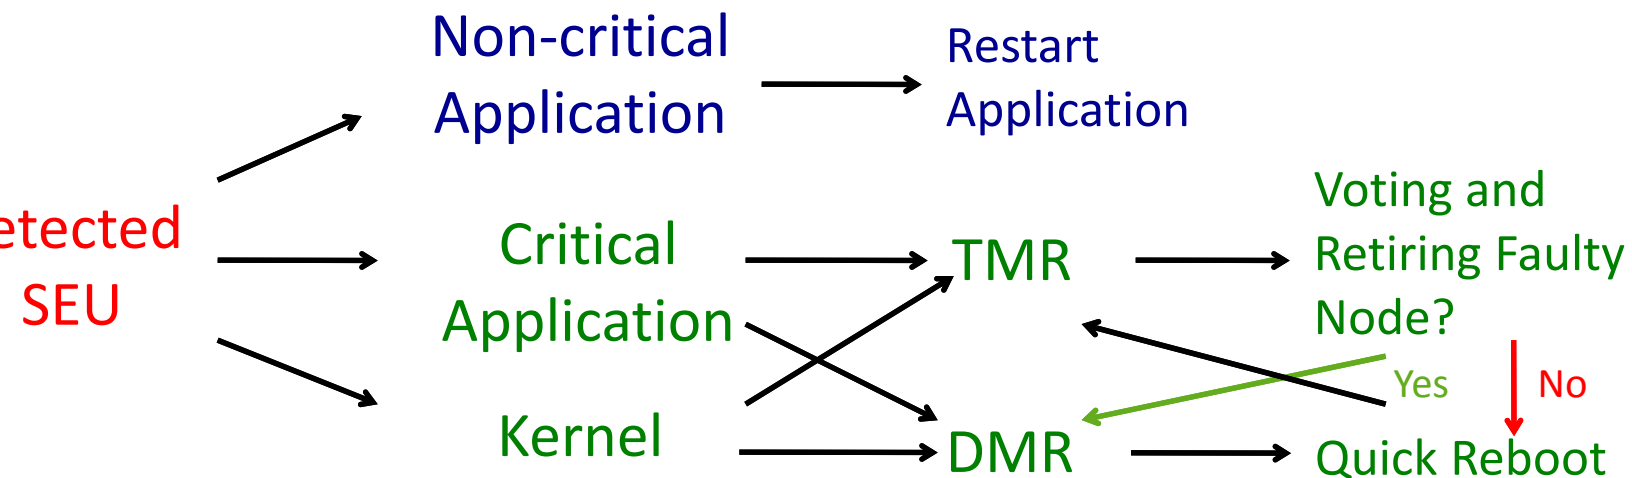 Non-critical
Application
Restart
Application
etected
SEU
Critical
Application
TMR
Voting and
Retiring Faulty
Node?
Yes
No
Kernel
DMR
Quick Reboot